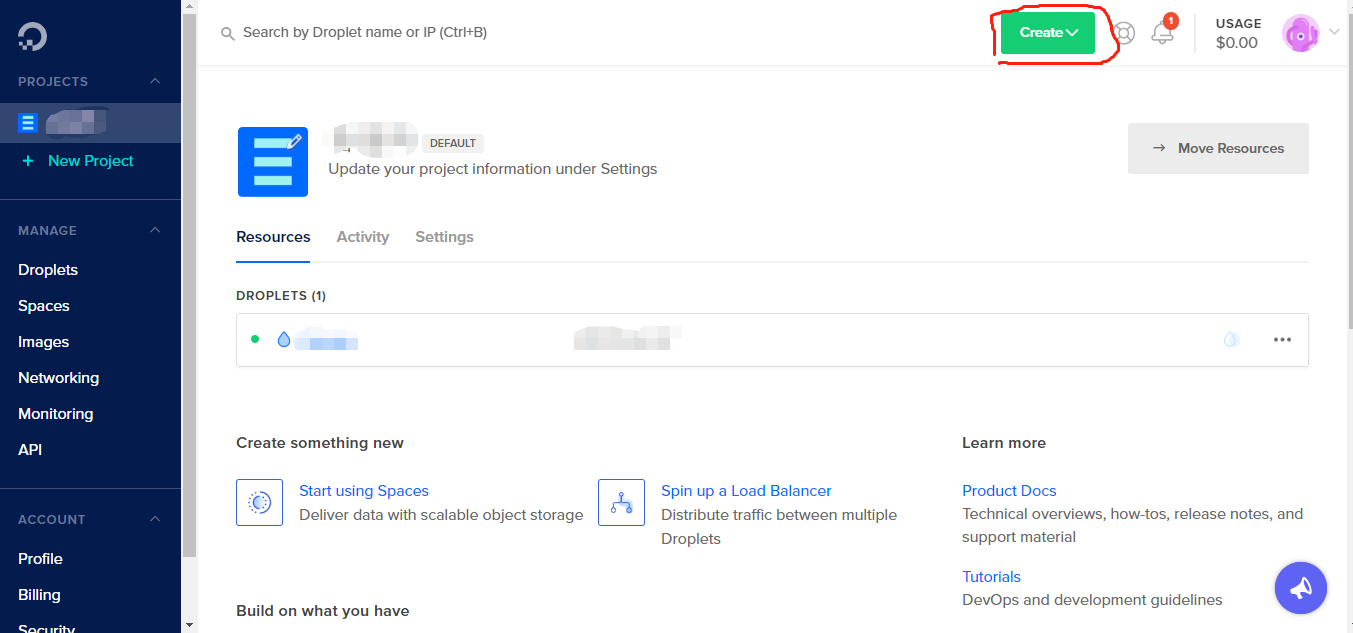 Search by Droplet name or IP (Ctrl+B)
Create
1
USAGE
$0.00
PROJECTS
+ New Project
MANAGE
Droplets
Spaces
Images
Networking
Monitoring
API
ACCOUNT
Profile
Billing
Security
DEFAULT
Update your project information under Settings
→ Move Resources
Resources Activity Settings
DROPLETS (1)
Create something new
Start using Spaces
Deliver data with scalable object storage
Spin up a Load Balancer
Distribute traffic between multiple
Droplets
Build on what you have
Learn more
Product Docs
Technical overviews, how-tos, release notes, and
support material
Tutorials
DevOps and development guidelines